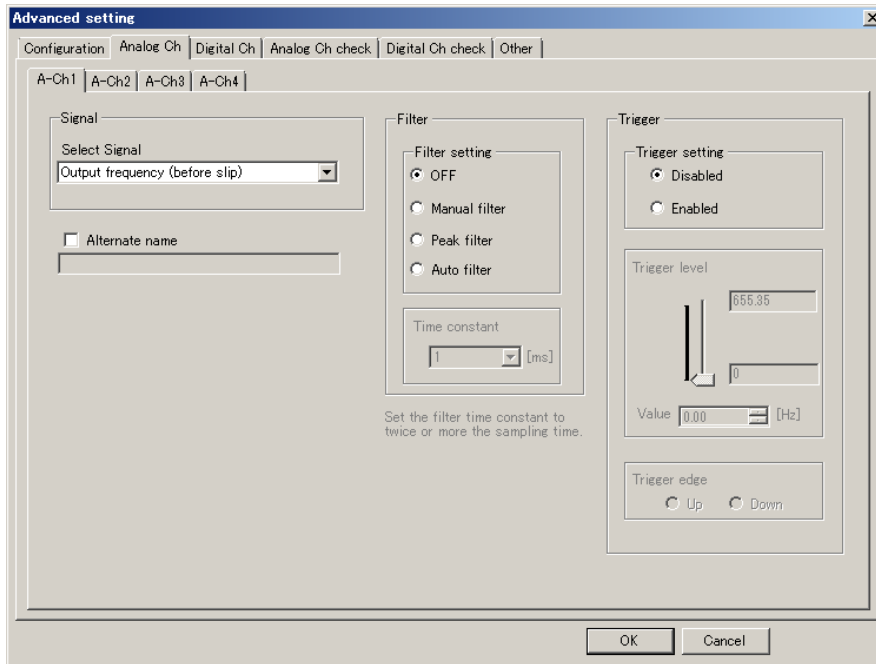 Advanced setting
Configuration Analog Ch Digital Ch Analog Ch check Digital Ch check Other
A-Ch1 A-Ch2 A-Ch3 A-Ch4
Signal
Select Signal
Output frequency (before slip)
Alternate name
Filter
Filter setting
OFF
Manual filter
Peak filter
Auto filter
Time constant
1 [ms]
Set the filter time constant to
twice or more the sampling time.
Trigger
Trigger setting
Disabled
Enabled
Trigger level
655.35
0
Value 0.00 [Hz]
Trigger edge
Up Down
OK Cancel